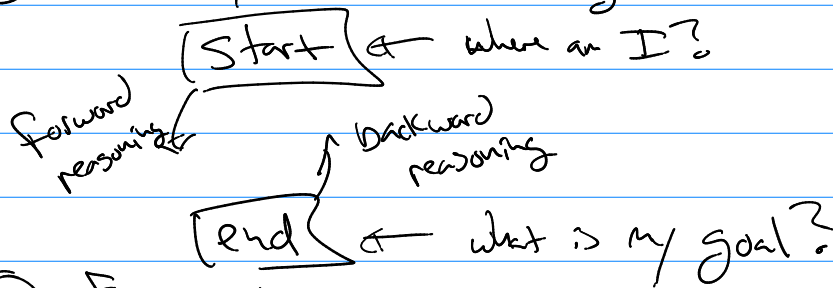 start ← where am I?
forward
reasoning
backward
reasoning
end ← what is my goal?